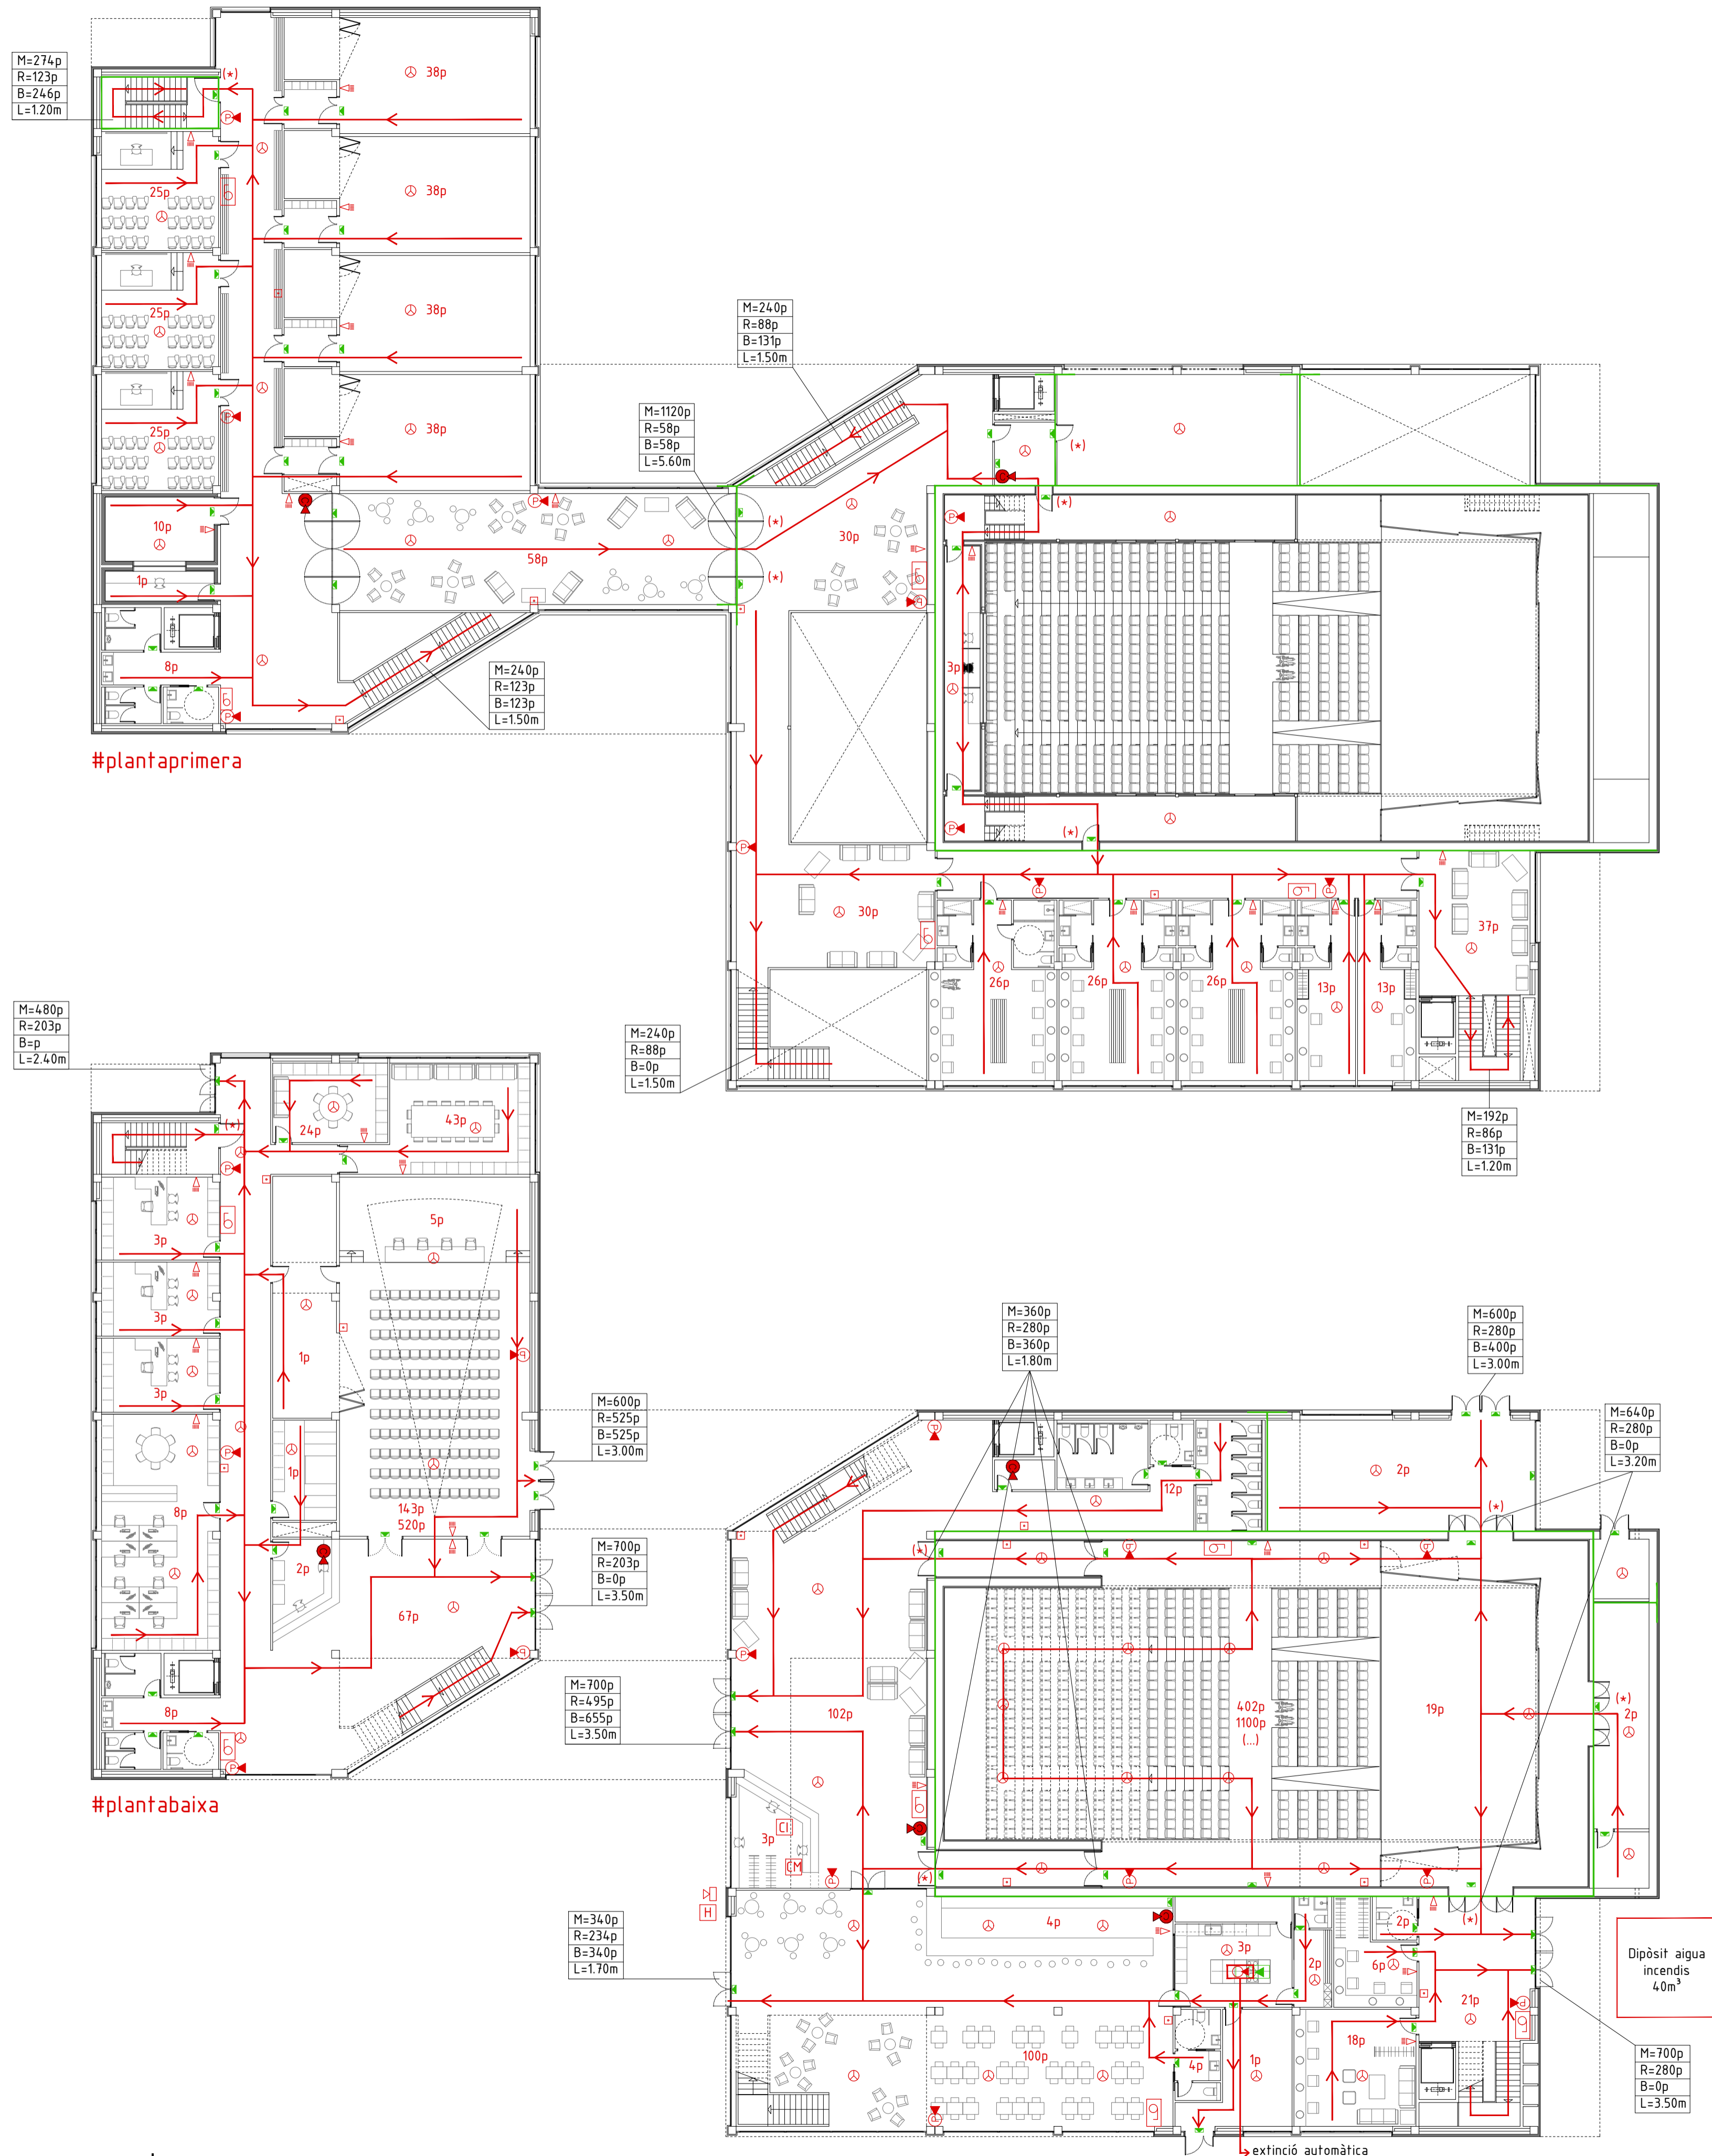 M=274p
R=123p
B=246p
L=1.20m
(*)
38p
25p
38p
25p
38p
25p
38p
10p
1p
8p
58p
M=240p
R=123p
B=123p
L=1.50m
#plantaprimera
M=240p
R=88p
B=131p
L=1.50m
M=1120p
R=58p
B=58p
L=5.60m
(*)
(*)
30p
(*)
(*)
3p
(*)
30p
26p
26p
26p
13p
13p
37p
M=240p
R=88p
B=0p
L=1.50m
M=192p
R=86p
B=131p
L=1.20m
M=480p
R=203p
B=p
L=2.40m
(*)
24p
43p
5p
3p
3p
3p
1p
1p
8p
143p
520p
2p
67p
8p
M=600p
R=525p
B=525p
L=3.00m
M=700p
R=203p
B=0p
L=3.50m
#plantabaixa
M=360p
R=280p
B=360p
L=1.80m
M=600p
R=280p
B=400p
L=3.00m
M=640p
R=280p
B=0p
L=3.20m
2p
12p
(*)
(*)
M=700p
R=495p
B=655p
L=3.50m
102p
402p
1100p
(...)
19p
(*)
2p
3p
CI
CM
H
(*)
(*)
M=340p
R=234p
B=340p
L=1.70m
4p
3p
2p
2p
6p
21p
18p
100p
4p
1p
Dipòsit aigua
incendis
40m³
M=700p
R=280p
B=0p
L=3.50m
extinció automàtica